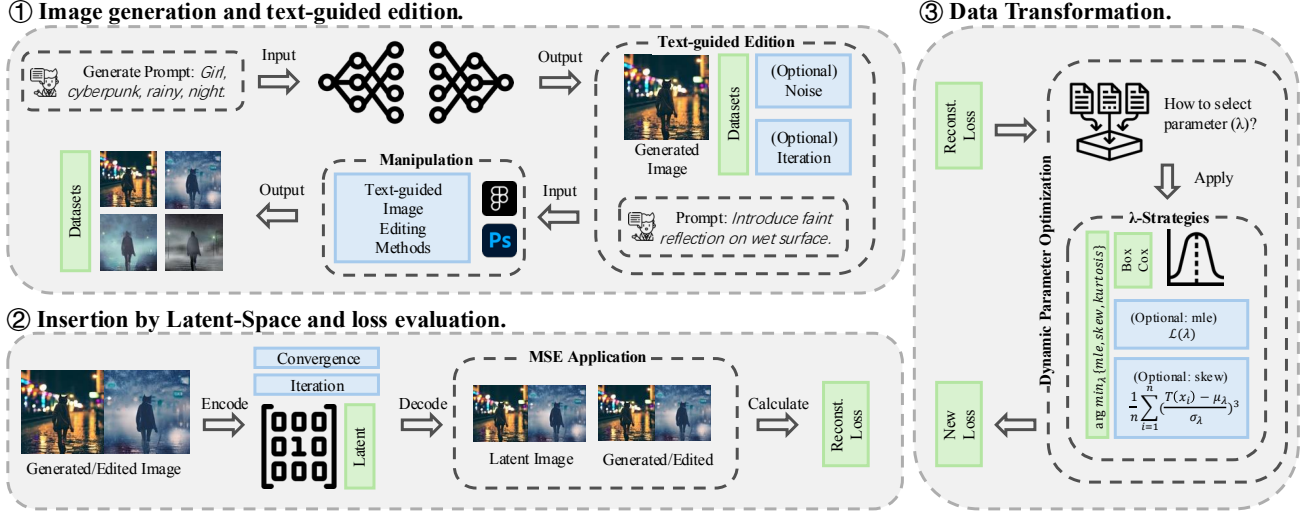 ① Image generation and text-guided edition.
Generate Prompt: Girl,
cyberpunk, rainy, night.
Input
Output
Text-guided Edition
Generated
Image
Datasets
(Optional)
Noise
(Optional)
Iteration
Prompt: Introduce faint
reflection on wet surface.
Input
Manipulation
Text-guided
Image
Editing
Methods
Ps
Output
Datasets
② Insertion by Latent-Space and loss evaluation.
Generated/Edited Image
Encode
Convergence
Iteration
000
010
000
Latent
Decode
MSE Application
Latent Image
Generated/Edited
Calculate
Reconst.
Loss
③ Data Transformation.
Reconst.
Loss
Dynamic Parameter Optimization
How to select
parameter (λ)?
Apply
λ-Strategies
arg min_λ{mle, skew, kurtosis}
Box
Cox
(Optional: mle)
ℒ(λ)
(Optional: skew)
1/n ∑_{i=1}^{n} ((T(x_i) − μ_λ)/σ_λ)^3
New
Loss